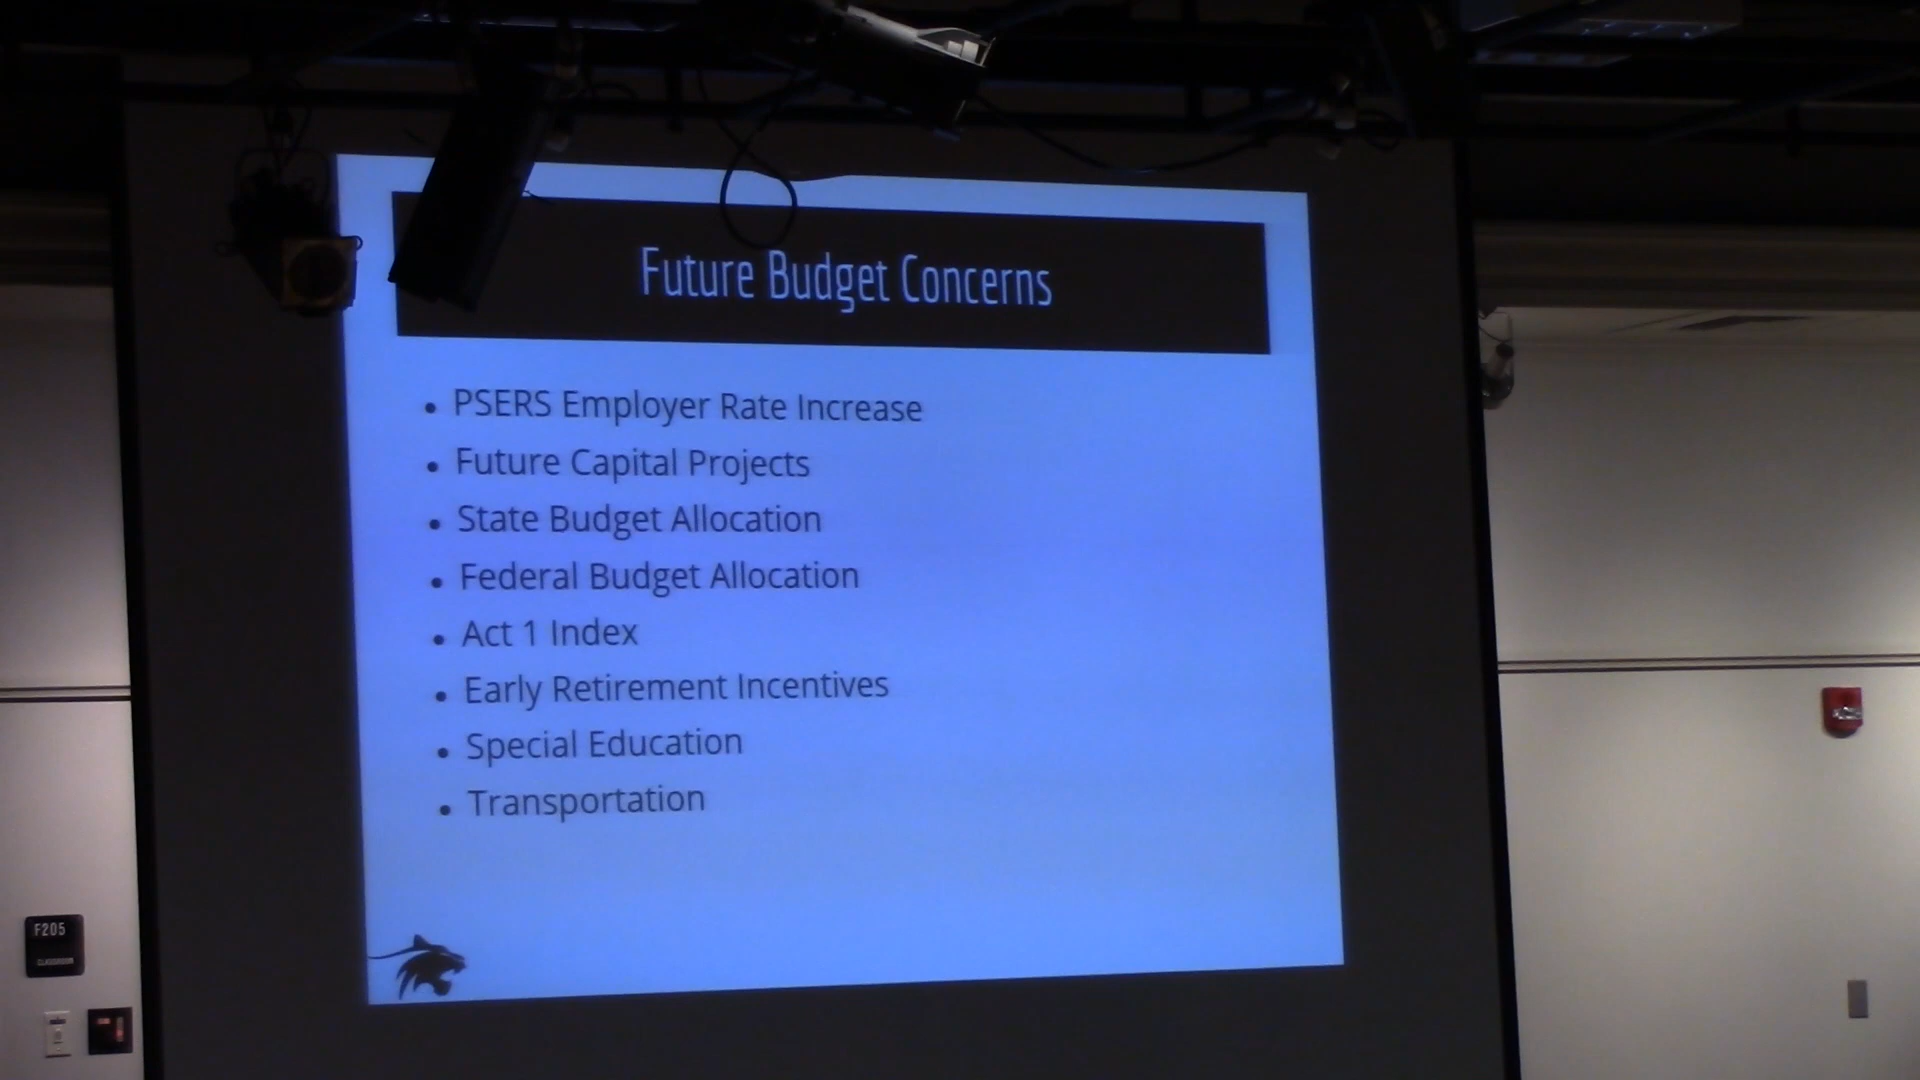 Future Budget Concerns
• PSERS Employer Rate Increase
• Future Capital Projects
• State Budget Allocation
• Federal Budget Allocation
• Act 1 Index
• Early Retirement Incentives
• Special Education
• Transportation
F205
CLASSROOM